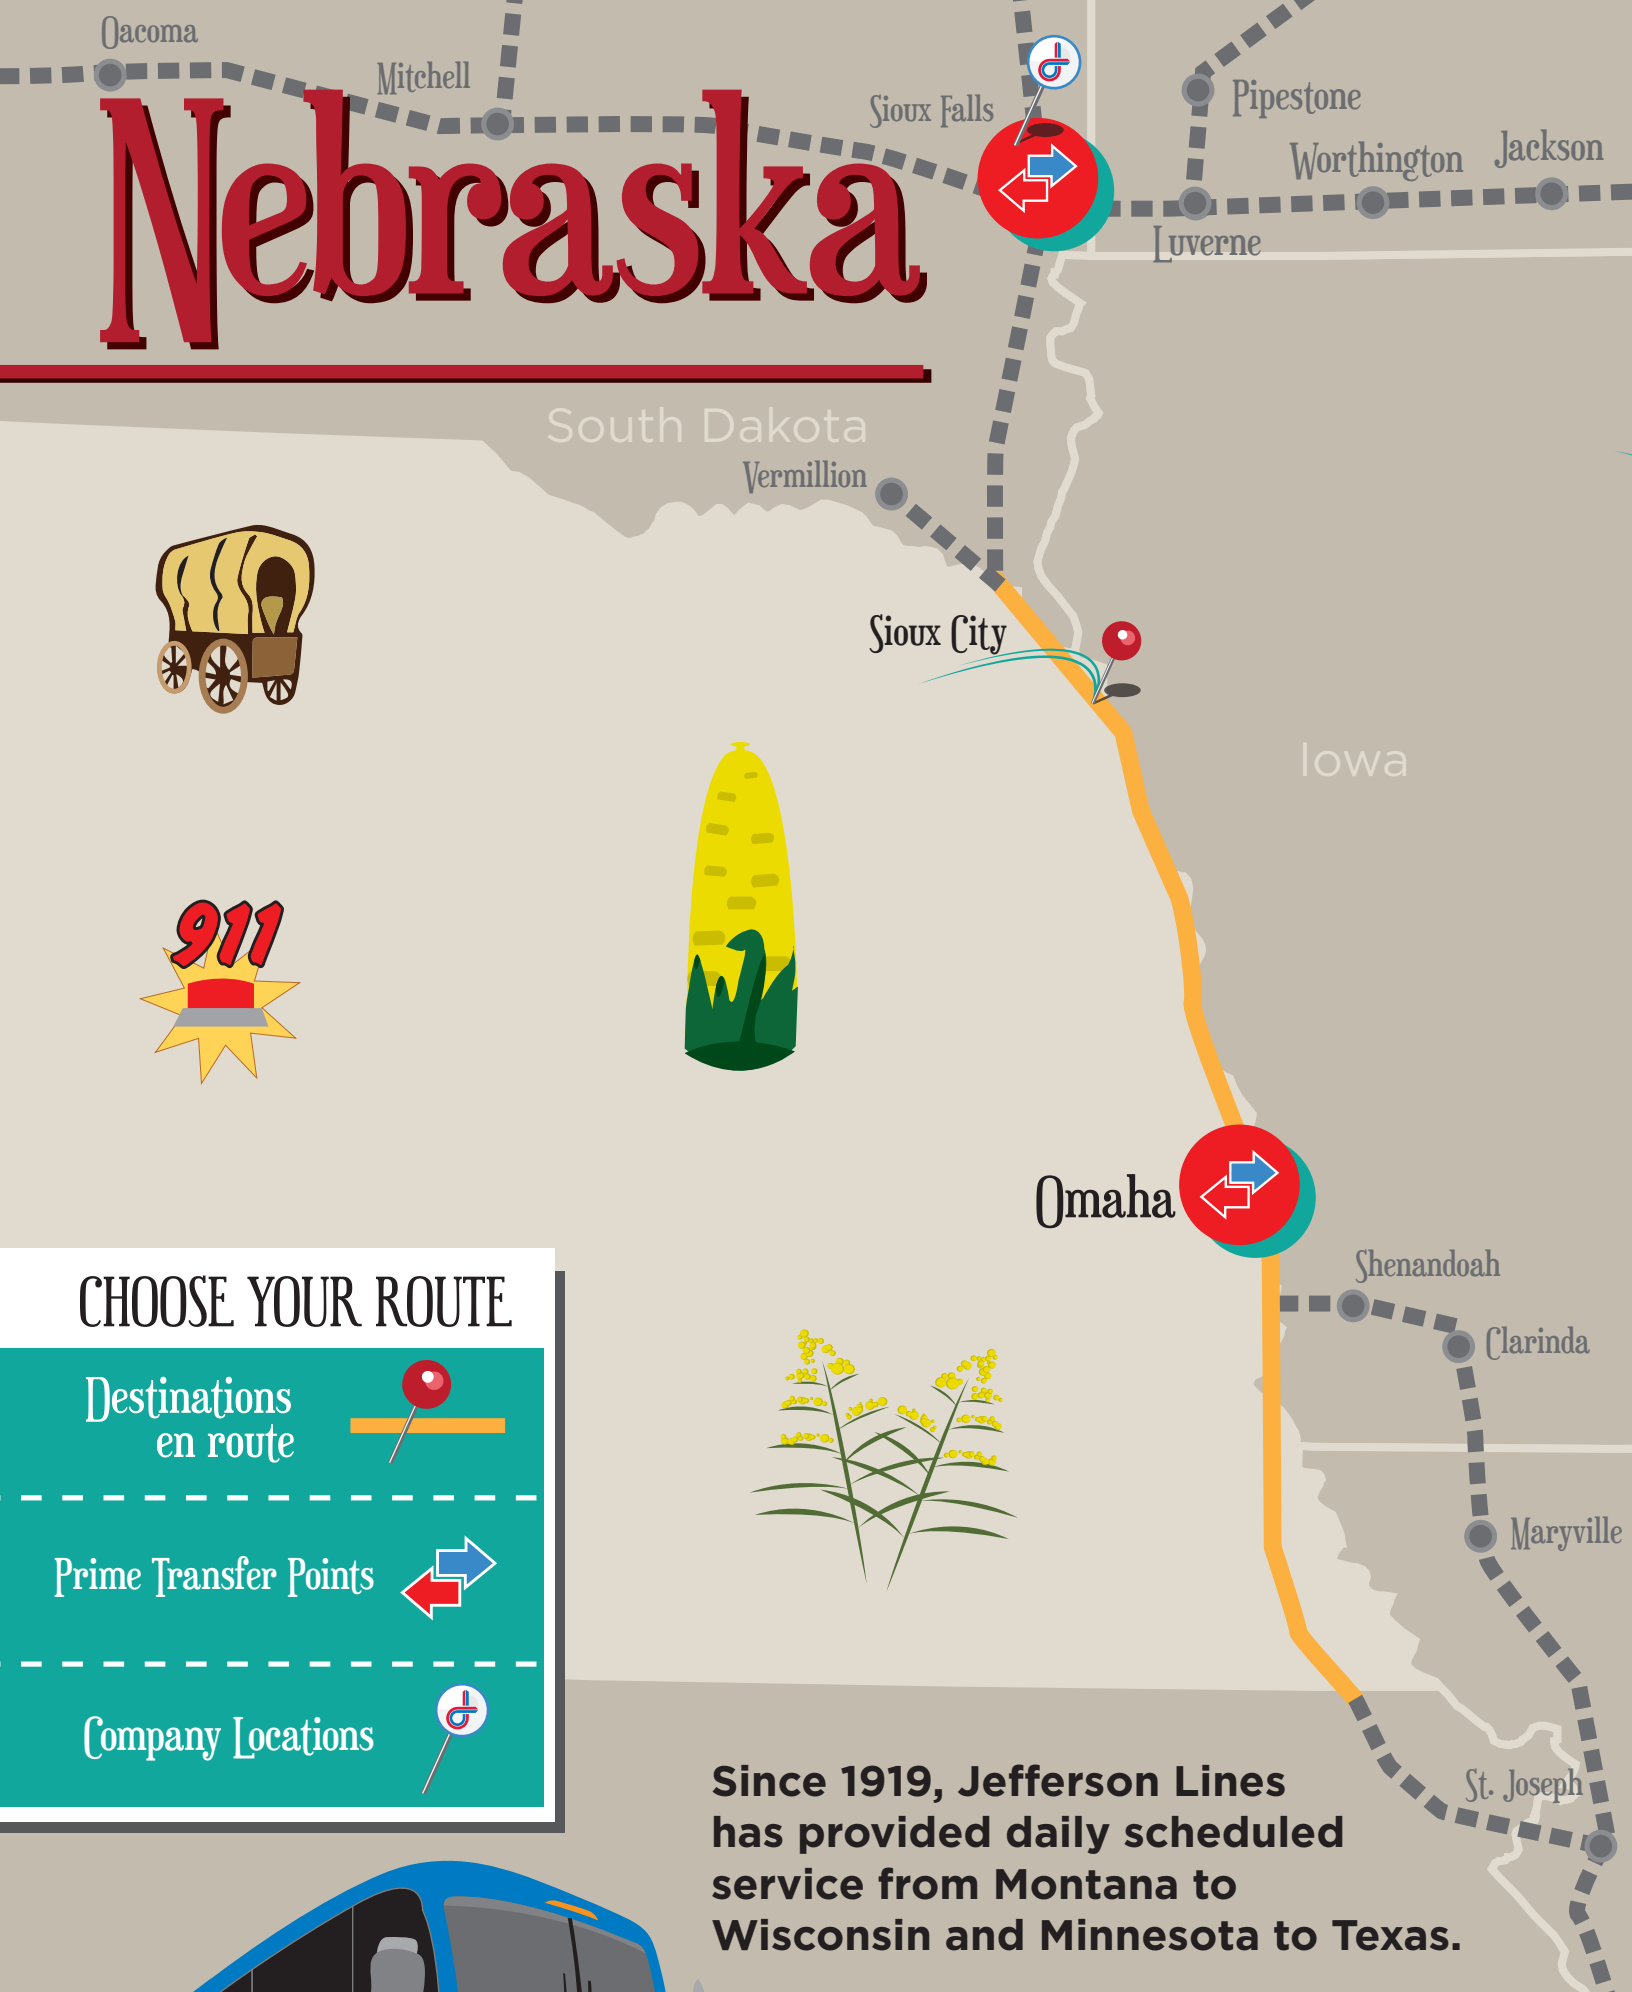 Oacoma
Mitchell
Sioux Falls
Pipestone
Worthington
Jackson
Luverne
Nebraska
South Dakota
Vermillion
Sioux City
Iowa
911
Omaha
Shenandoah
Clarinda
Maryville
St. Joseph
CHOOSE YOUR ROUTE
Destinations
en route
Prime Transfer Points
Company Locations
Since 1919, Jefferson Lines
has provided daily scheduled
service from Montana to
Wisconsin and Minnesota to Texas.